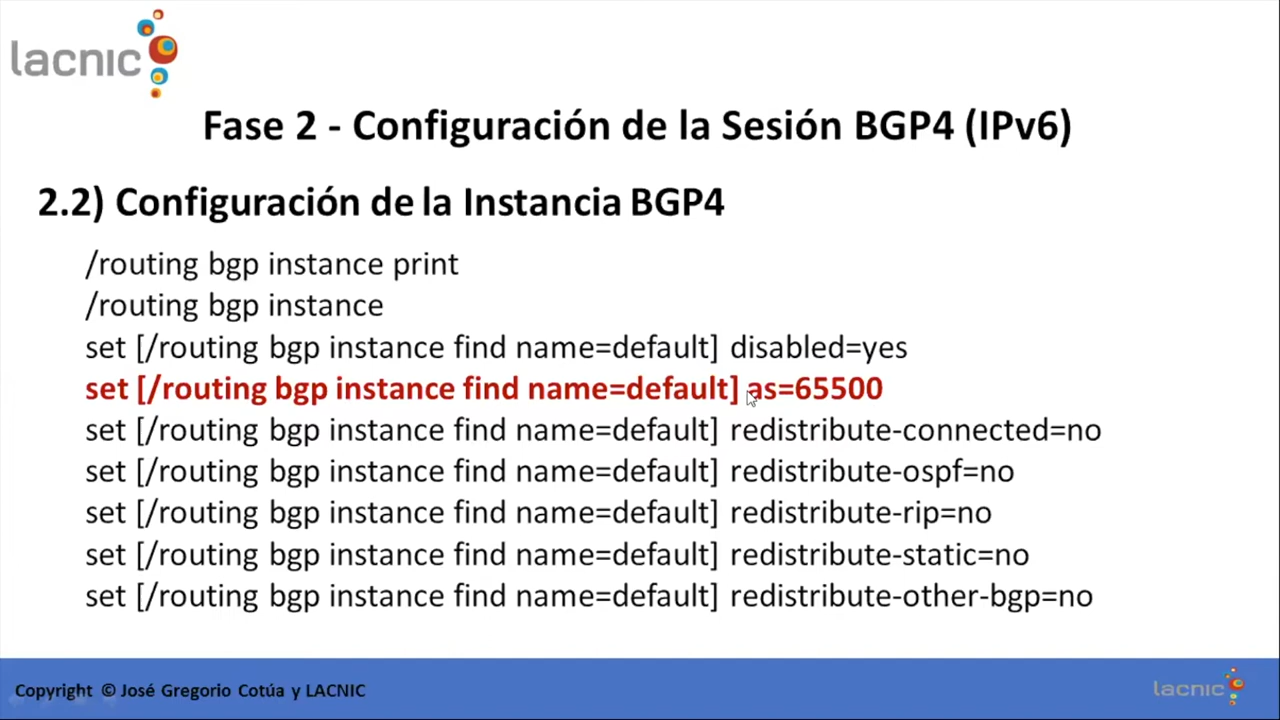 lacnic
Fase 2 - Configuración de la Sesión BGP4 (IPv6)
2.2) Configuración de la Instancia BGP4
/routing bgp instance print
/routing bgp instance
set [/routing bgp instance find name=default] disabled=yes
set [/routing bgp instance find name=default] as=65500
set [/routing bgp instance find name=default] redistribute-connected=no
set [/routing bgp instance find name=default] redistribute-ospf=no
set [/routing bgp instance find name=default] redistribute-rip=no
set [/routing bgp instance find name=default] redistribute-static=no
set [/routing bgp instance find name=default] redistribute-other-bgp=no
Copyright © José Gregorio Cotúa y LACNIC
lacnic